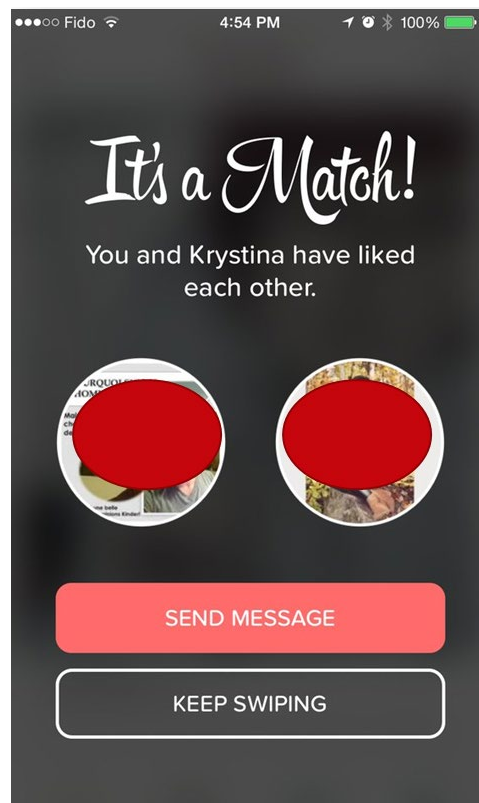 Fido 4:54 PM 100%
It's a Match!
You and Krystina have liked
each other.
SEND MESSAGE
KEEP SWIPING